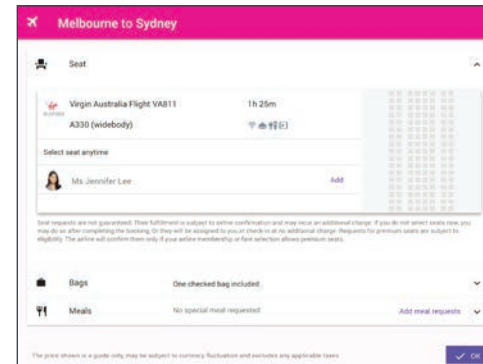 Melbourne to Sydney
Seat
Virgin Australia Flight VA811 1h 25m
A330 (widebody)
Select seat anytime
Ms Jennifer Lee Add
Seat requests are not guaranteed. Their fulfillment is subject to airline confirmation and may incur an additional charge. If you do not select seats now, you
may do so after completing the booking. Or they will be assigned to you at check-in at no additional charge. Requests for premium seats are subject to
eligibility. The airline will confirm them only if your airline membership or fare selection allows premium seats.
Bags One checked bag included
Meals No special meal requested Add meal requests
The price shown is a guide only, may be subject to currency fluctuation and excludes any applicable taxes
OK